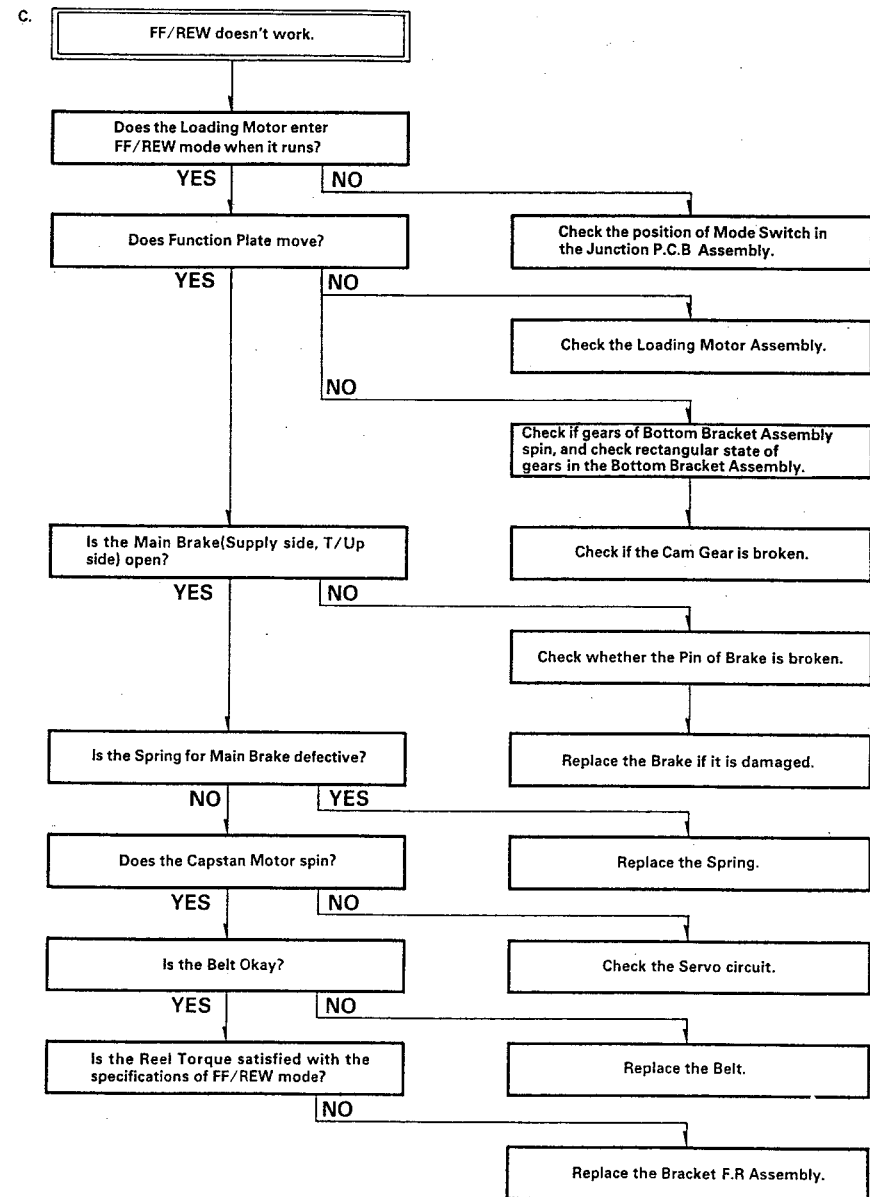 C.
FF/REW doesn't work.
Does the Loading Motor enter
FF/REW mode when it runs?
YES
NO
Does Function Plate move?
Check the position of Mode Switch in
the Junction P.C.B Assembly.
YES
NO
Check the Loading Motor Assembly.
NO
Check if gears of Bottom Bracket Assembly
spin, and check rectangular state of
gears in the Bottom Bracket Assembly.
Is the Main Brake(Supply side, T/Up
side) open?
Check if the Cam Gear is broken.
YES
NO
Check whether the Pin of Brake is broken.
Is the Spring for Main Brake defective?
Replace the Brake if it is damaged.
NO
YES
Does the Capstan Motor spin?
Replace the Spring.
YES
NO
Is the Belt Okay?
Check the Servo circuit.
YES
NO
Is the Reel Torque satisfied with the
specifications of FF/REW mode?
Replace the Belt.
NO
Replace the Bracket F.R Assembly.